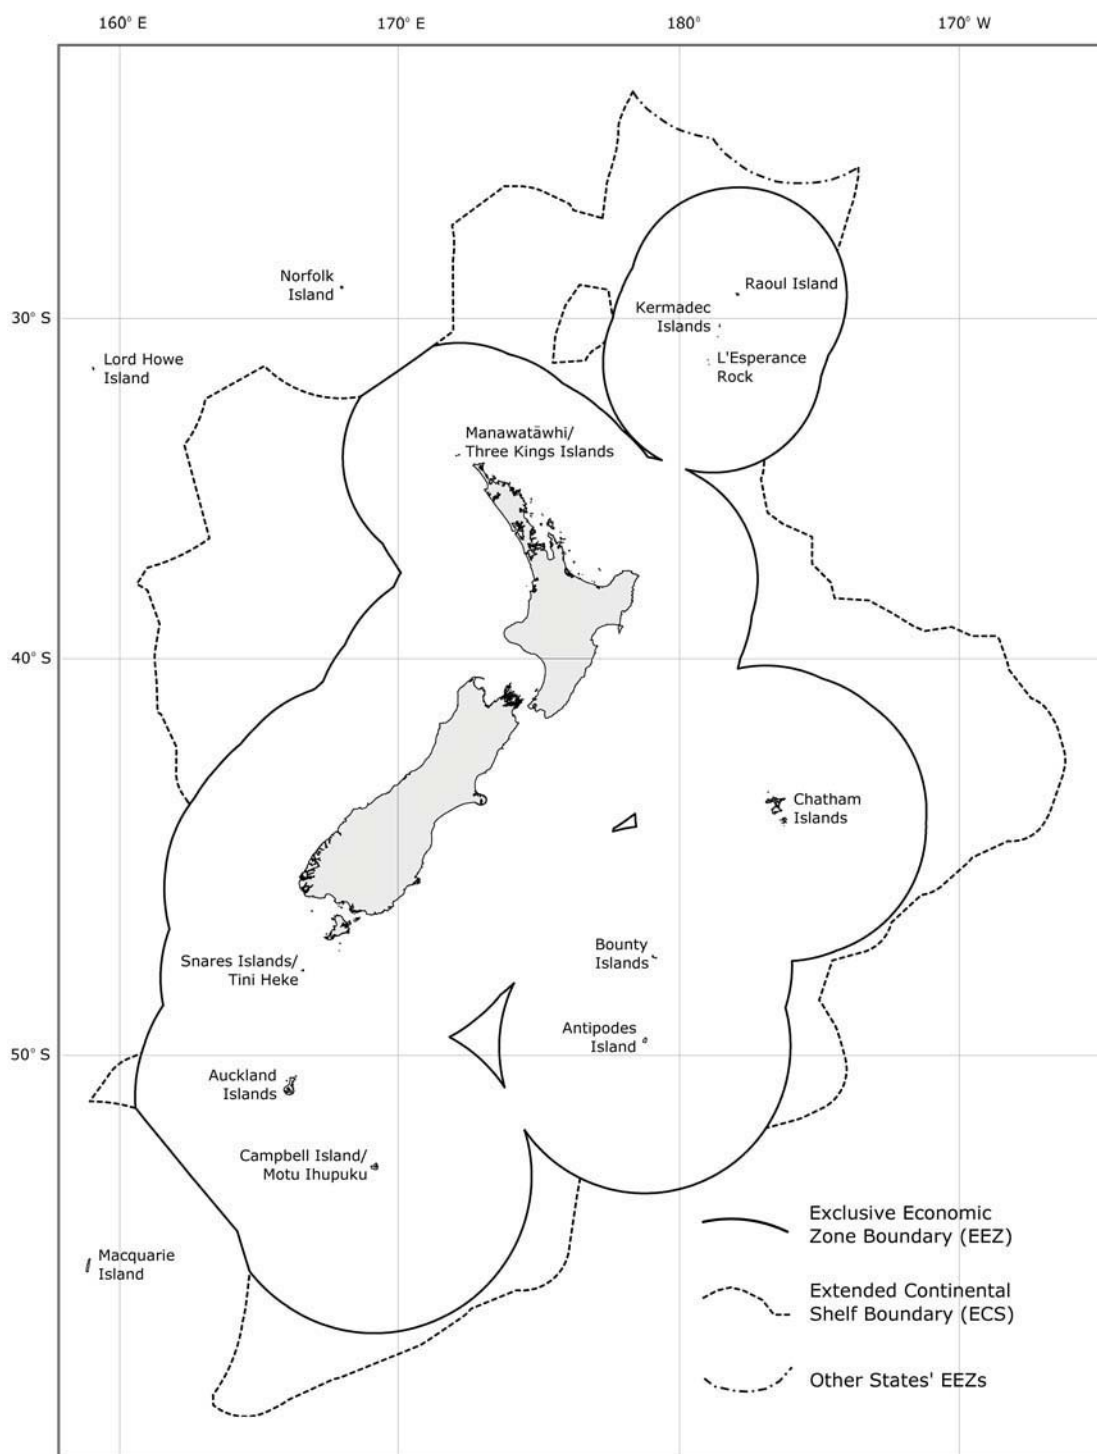 160° E
170° E
180°
170° W
Norfolk
Island
Raoul Island
Kermadec
Islands
30° S
Lord Howe
Island
L'Esperance
Rock
Manawatāwhi/
Three Kings Islands
40° S
Chatham
Islands
Bounty
Islands
Snares Islands/
Tini Heke
Antipodes
Island
50° S
Auckland
Islands
Campbell Island/
Motu Ihupuku
Macquarie
Island
Exclusive Economic
Zone Boundary (EEZ)
Extended Continental
Shelf Boundary (ECS)
Other States' EEZs